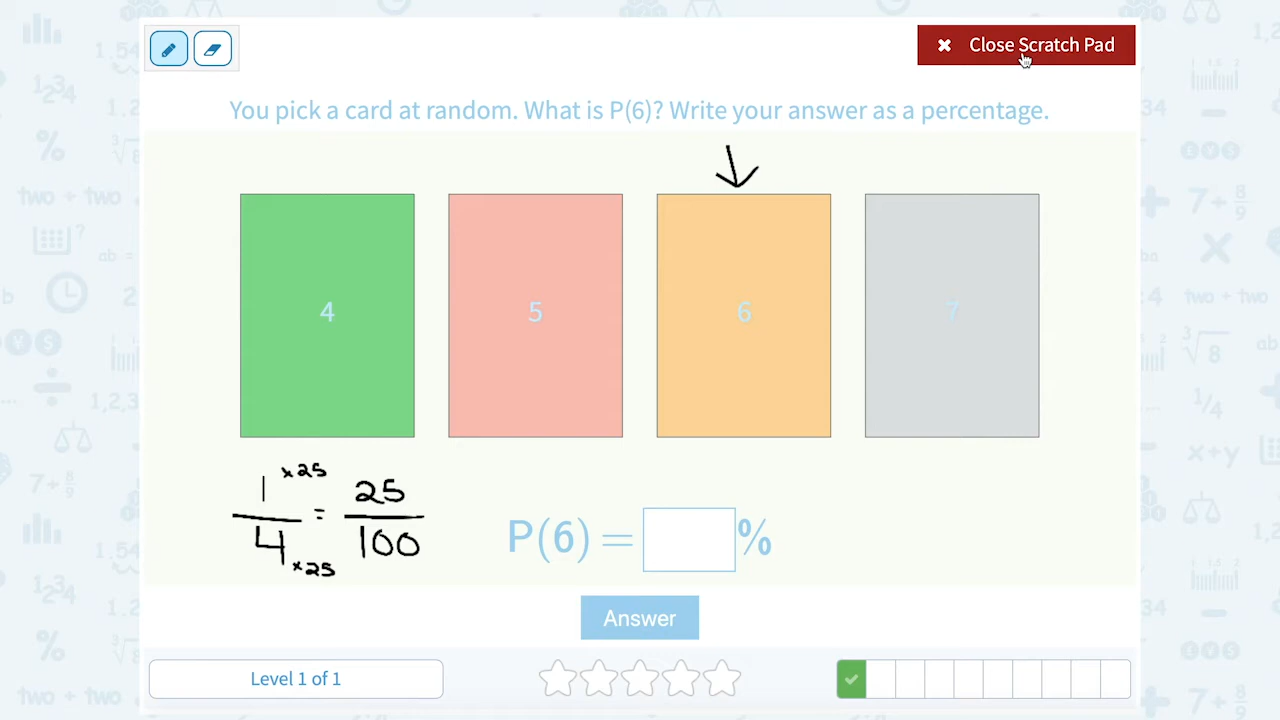 Close Scratch Pad
You pick a card at random. What is P(6)? Write your answer as a percentage.
4 5 6 7
1 ×25 = 25
4 ×25 100
P(6) = %
Answer
Level 1 of 1